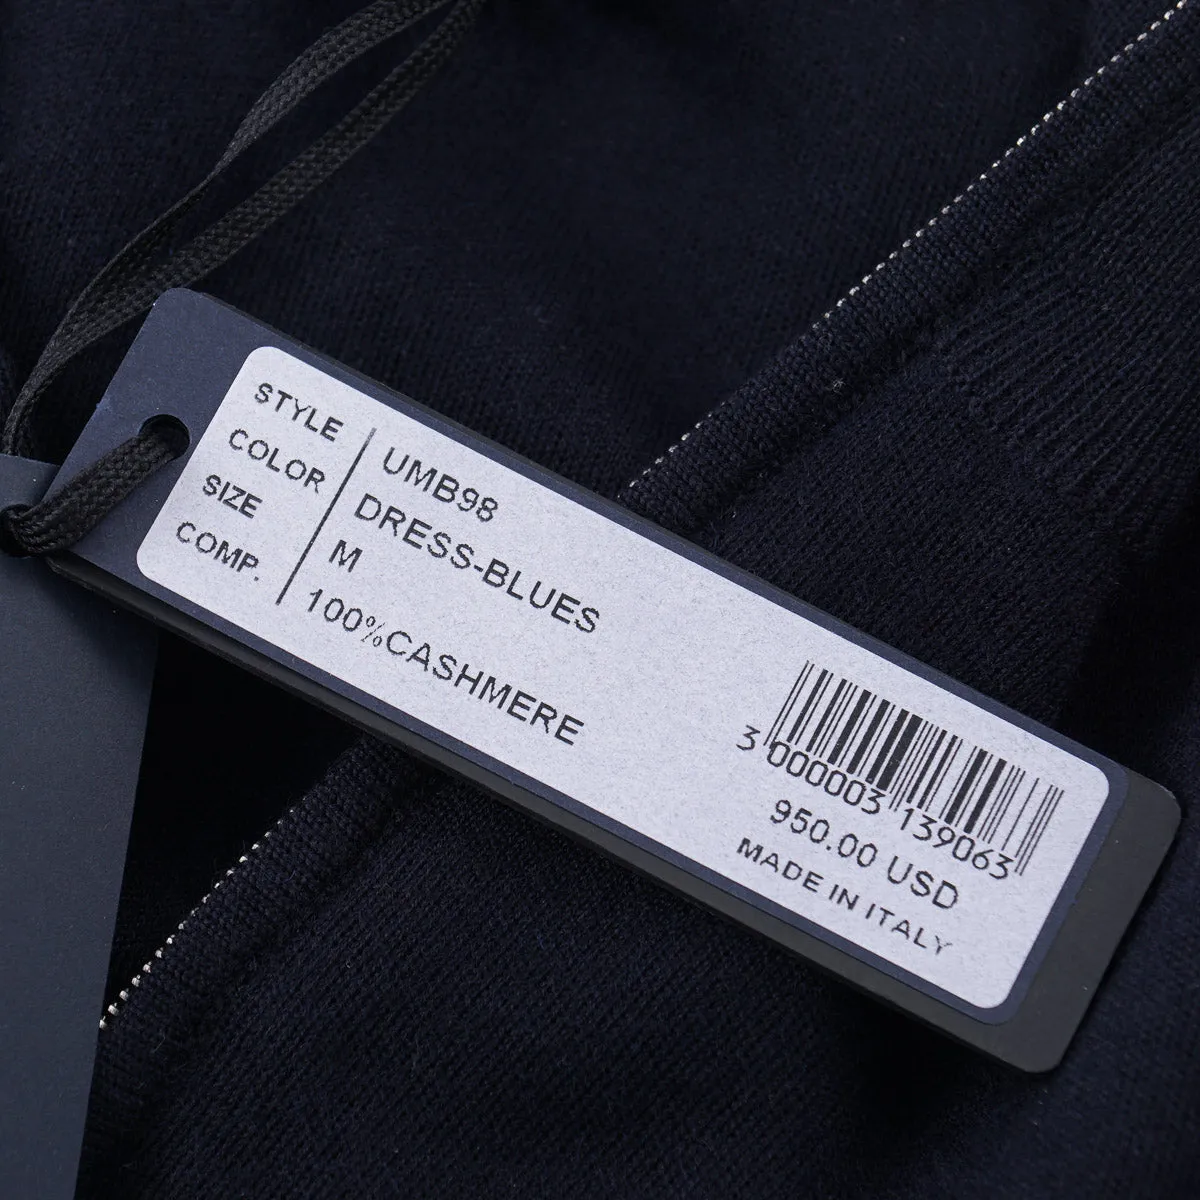 STYLE UMB98
COLOR DRESS-BLUES
SIZE M
COMP. 100%CASHMERE
3 000003 139063
950.00 USD
MADE IN ITALY